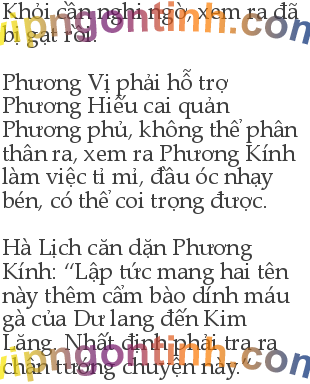 Khỏi cần nghi ngờ, xem ra đã
bị gạt rồi.
Phương Vị phải hỗ trợ
Phương Hiếu cai quản
Phương phủ, không thể phân
thân ra, xem ra Phương Kính
làm việc tỉ mỉ, đầu óc nhạy
bén, có thể coi trọng được.
Hà Lịch căn dặn Phương
Kính: “Lập tức mang hai tên
này thêm cẩm bào dính máu
gà của Dư lang đến Kim
Lăng. Nhất định phải tra ra
chân tướng chuyện này.”
vipngontinh.com
vipngontinh.com